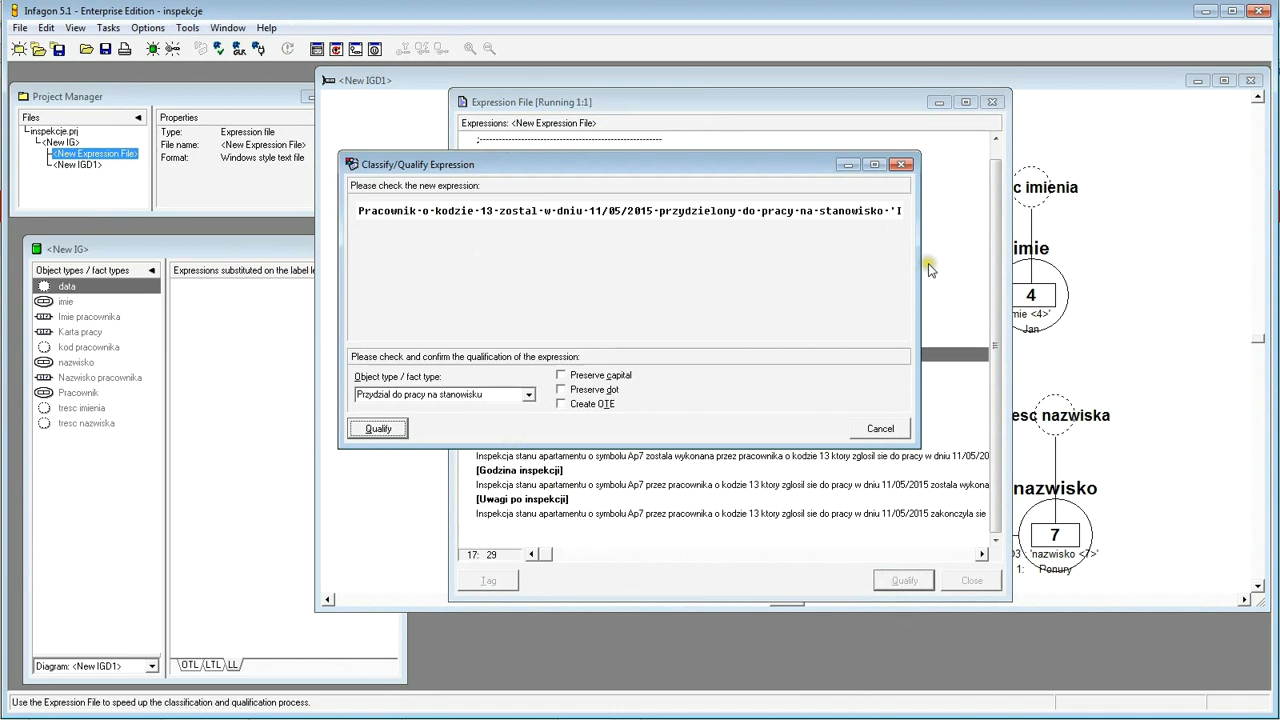 Infagon 5.1 - Enterprise Edition - inspekcje
File Edit View Tasks Options Tools Window Help
<New IGD1>
Project Manager
Files
inspekcje.prj
<New IG>
<New Expression File>
<New IGD1>
Properties
Type: Expression file
File name: <New Expression File>
Format: Windows style text file
Expression File [Running 1:1]
Expressions: <New Expression File>
;----------------------------------------------------------
Classify/Qualify Expression
Please check the new expression:
Pracownik·o·kodzie·13·zostal·w·dniu·11/05/2015·przydzielony·do·pracy·na·stanowisko·'I
Please check and confirm the qualification of the expression:
Object type / fact type:
Przydzial do pracy na stanowisku
Preserve capital
Preserve dot
Create OTE
Qualify
Cancel
<New IG>
Object types / fact types
data
imie
Imie pracownika
Karta pracy
kod pracownika
nazwisko
Nazwisko pracownika
Pracownik
tresc imienia
tresc nazwiska
Expressions substituted on the label le
Diagram: <New IGD1>
OTL LTL LL
Inspekcja stanu apartamentu o symbolu Ap7 zostala wykonana przez pracownika o kodzie 13 ktory zglosil sie do pracy w dniu 11/05/20
[Godzina inspekcji]
Inspekcja stanu apartamentu o symbolu Ap7 przez pracownika o kodzie 13 ktory zglosil sie do pracy w dniu 11/05/2015 zostala wykona
[Uwagi po inspekcji]
Inspekcja stanu apartamentu o symbolu Ap7 przez pracownika o kodzie 13 ktory zglosil sie do pracy w dniu 11/05/2015 zakonczyla sie
17: 29
Tag
Qualify
Close
c imienia
imie
4
mie <4>'
Jan
esc nazwiska
nazwisko
7
O3 : 'nazwisko <7>'
1: Ponury
Use the Expression File to speed up the classification and qualification process.